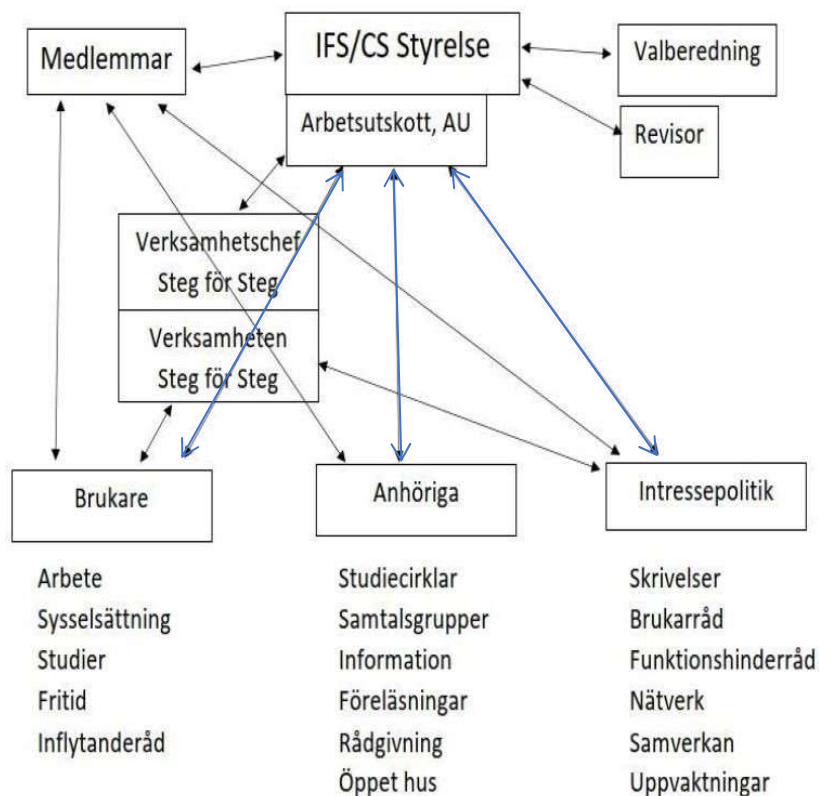 Medlemmar
IFS/CS Styrelse
Valberedning
Arbetsutskott, AU
Revisor
Verksamhetschef
Steg för Steg
Verksamheten
Steg för Steg
Brukare
Anhöriga
Intressepolitik
Arbete
Sysselsättning
Studier
Fritid
Inflytanderåd
Studiecirklar
Samtalsgrupper
Information
Föreläsningar
Rådgivning
Öppet hus
Skrivelser
Brukarråd
Funktionshinderråd
Nätverk
Samverkan
Uppvaktningar